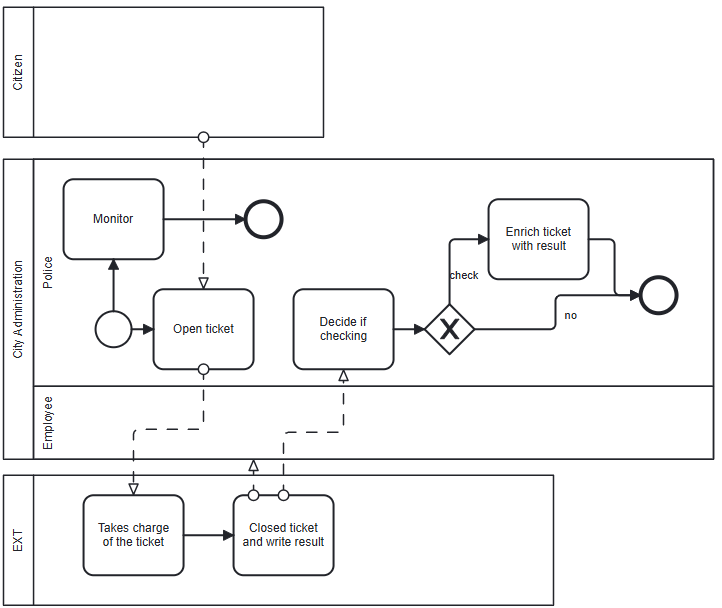 Citizen
City Administration
Police
Monitor
Open ticket
Decide if
checking
check
Enrich ticket
with result
no
Employee
EXT
Takes charge
of the ticket
Closed ticket
and write result